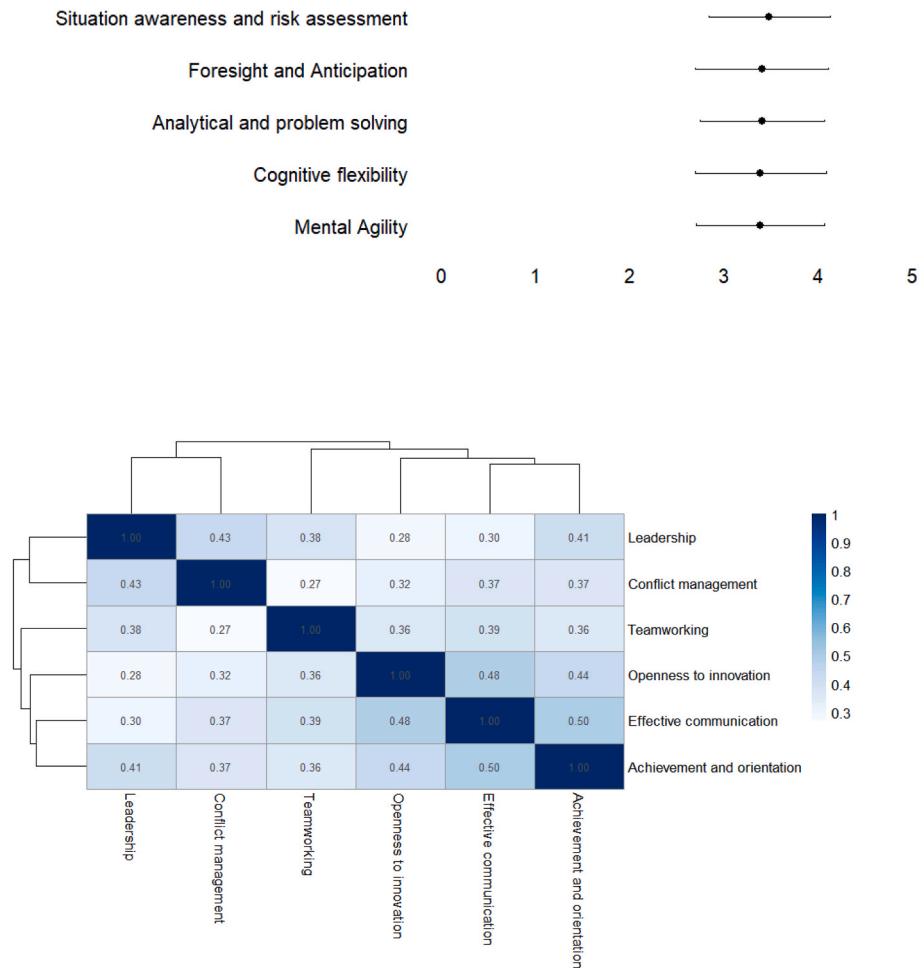 Situation awareness and risk assessment
Foresight and Anticipation
Analytical and problem solving
Cognitive flexibility
Mental Agility
0 1 2 3 4 5
1.00 0.43 0.38 0.28 0.30 0.41 Leadership
0.43 1.00 0.27 0.32 0.37 0.37 Conflict management
0.38 0.27 1.00 0.36 0.39 0.36 Teamworking
0.28 0.32 0.36 1.00 0.48 0.44 Openness to innovation
0.30 0.37 0.39 0.48 1.00 0.50 Effective communication
0.41 0.37 0.36 0.44 0.50 1.00 Achievement and orientation
Leadership
Conflict management
Teamworking
Openness to innovation
Effective communication
Achievement and orientation
1
0.9
0.8
0.7
0.6
0.5
0.4
0.3